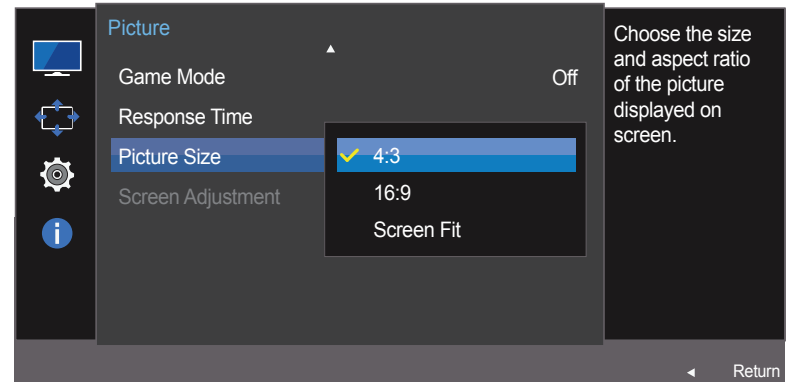 Picture
Game Mode Off
Response Time
Picture Size
4:3
16:9
Screen Fit
Screen Adjustment
Choose the size
and aspect ratio
of the picture
displayed on
screen.
Return